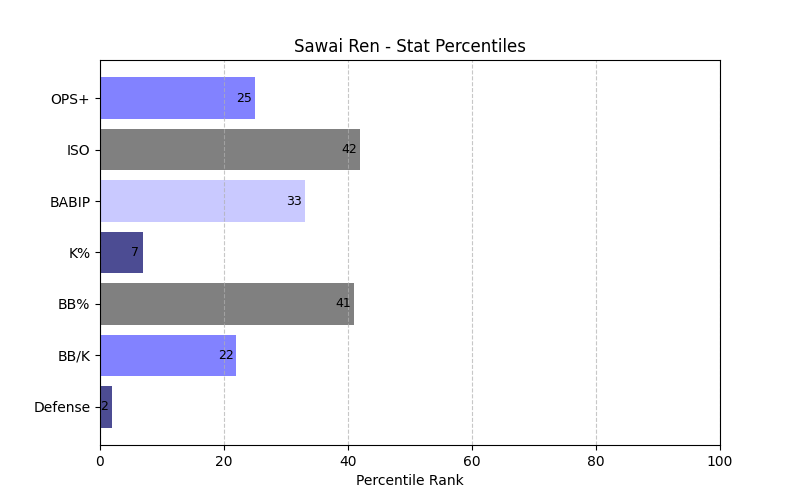 Sawai Ren - Stat Percentiles
OPS+ 25
ISO 42
BABIP 33
K% 7
BB% 41
BB/K 22
Defense 2
0 20 40 60 80 100
Percentile Rank